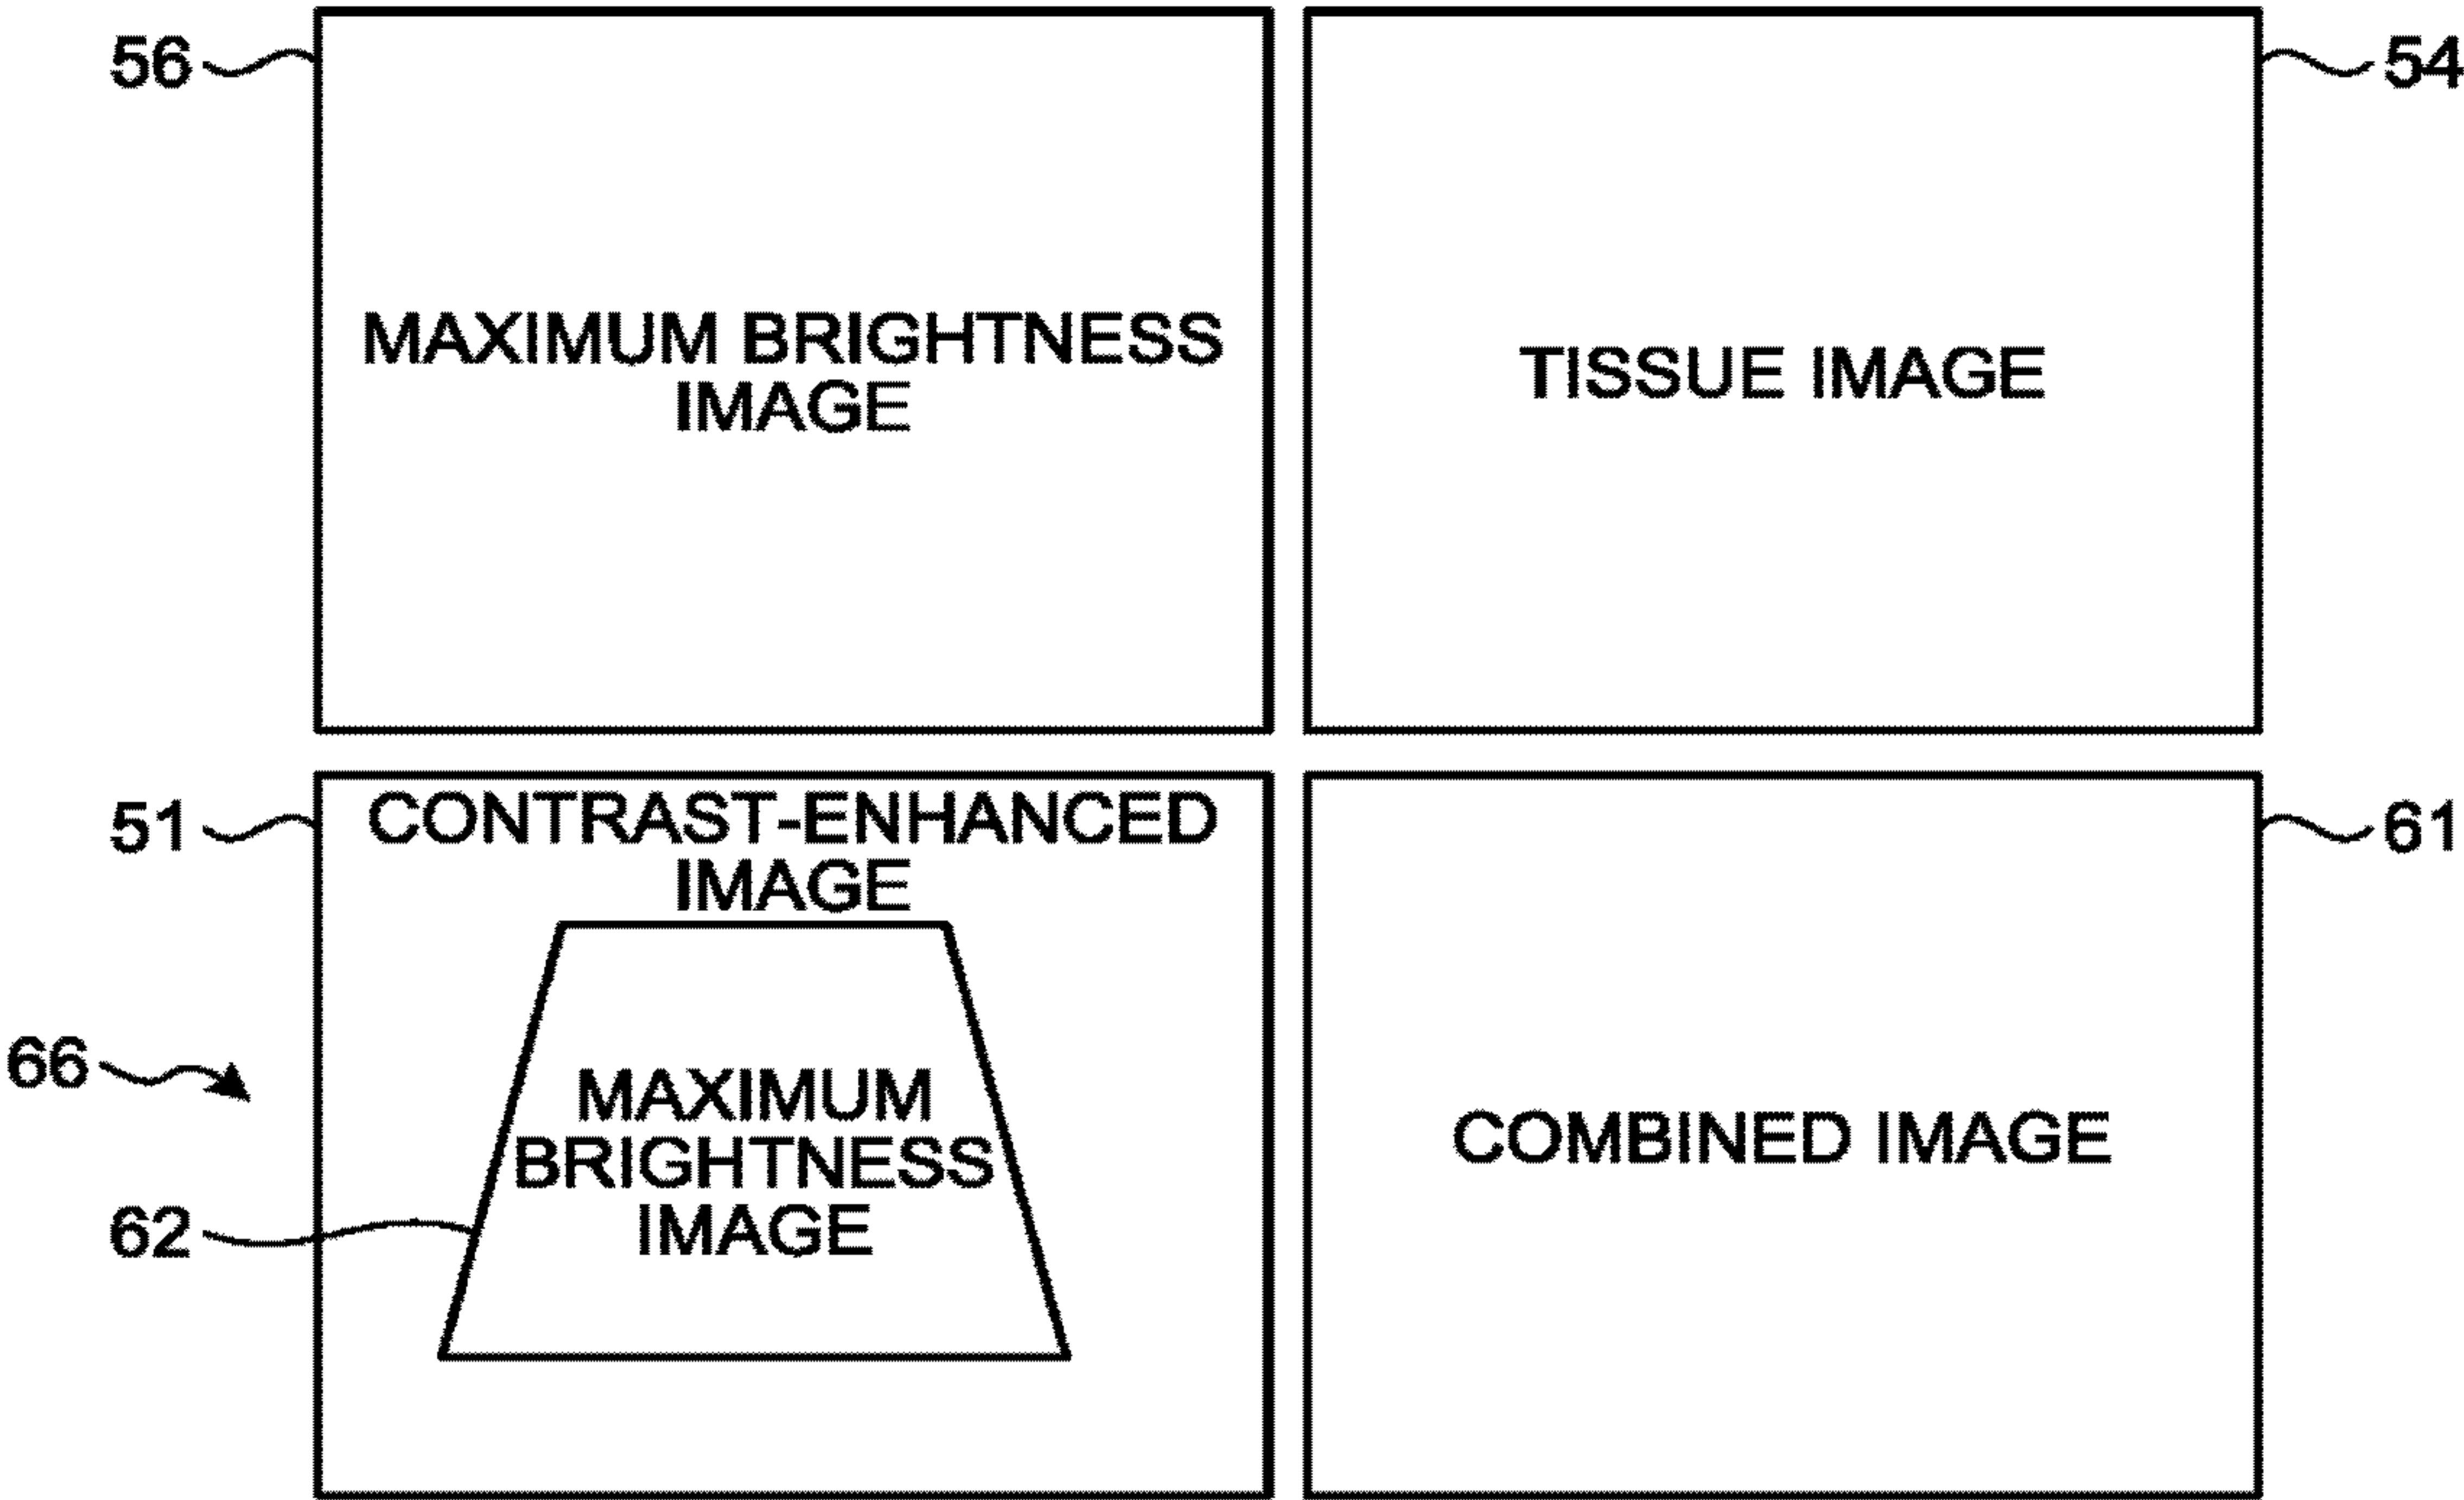 56
MAXIMUM BRIGHTNESS
IMAGE
TISSUE IMAGE
54
51
CONTRAST-ENHANCED
IMAGE
66
MAXIMUM
BRIGHTNESS
IMAGE
62
COMBINED IMAGE
61